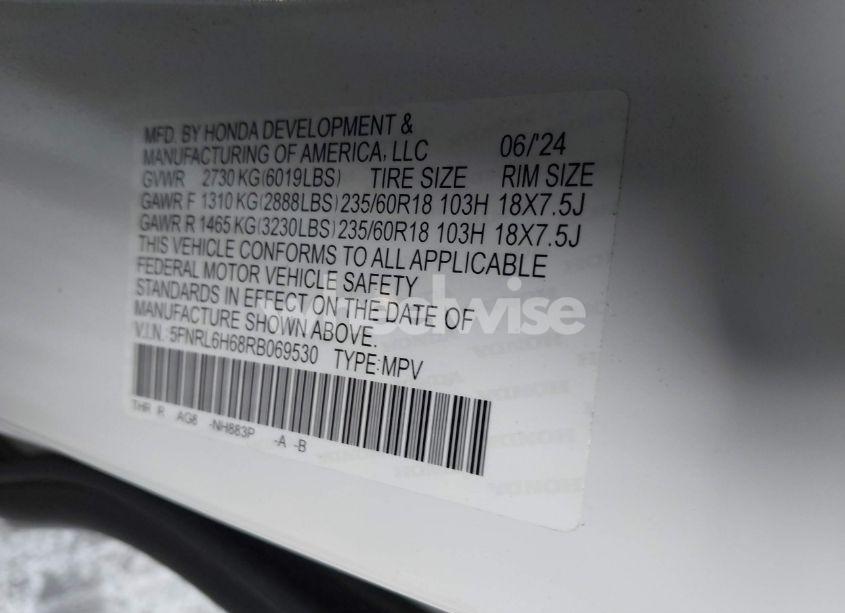 MFD. BY HONDA DEVELOPMENT &
MANUFACTURING OF AMERICA, LLC 06/'24
GVWR 2730 KG(6019LBS) TIRE SIZE RIM SIZE
GAWR F 1310 KG(2888LBS) 235/60R18 103H 18X7.5J
GAWR R 1465 KG(3230LBS) 235/60R18 103H 18X7.5J
THIS VEHICLE CONFORMS TO ALL APPLICABLE
FEDERAL MOTOR VEHICLE SAFETY
STANDARDS IN EFFECT ON THE DATE OF
MANUFACTURE SHOWN ABOVE.
V.I.N. 5FNRL6H68RB069530 TYPE:MPV
THR R AG8 -NH883P -A -B
HONDA
HONDA